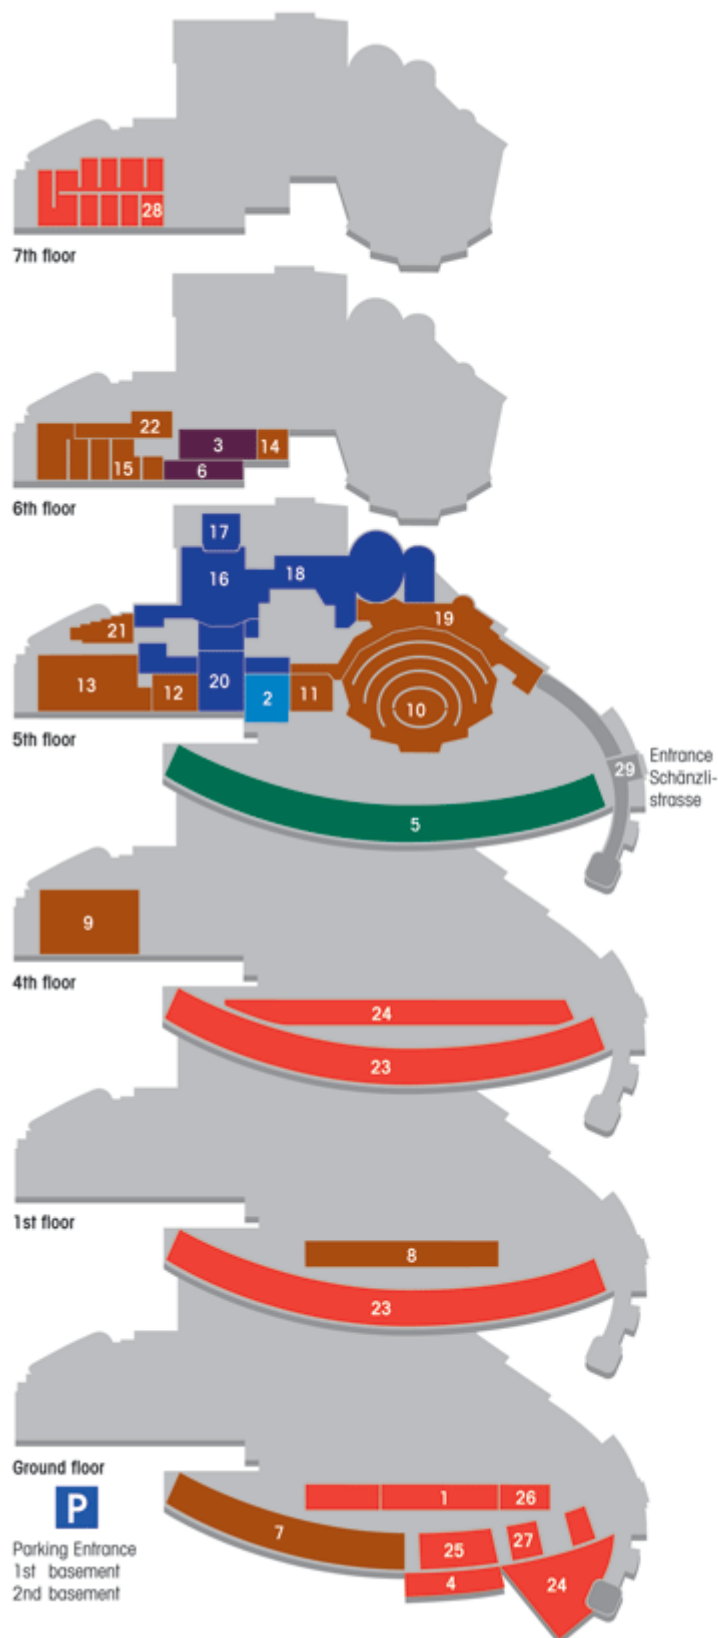 28
7th floor
22
3
14
15
6
6th floor
17
16
18
21
19
13
12
20
2
11
10
5th floor
29
Entrance
Schänzli-
strasse
5
9
4th floor
24
23
1st floor
8
23
Ground floor
P
Parking Entrance
1st basement
2nd basement
1
26
7
25
27
4
24